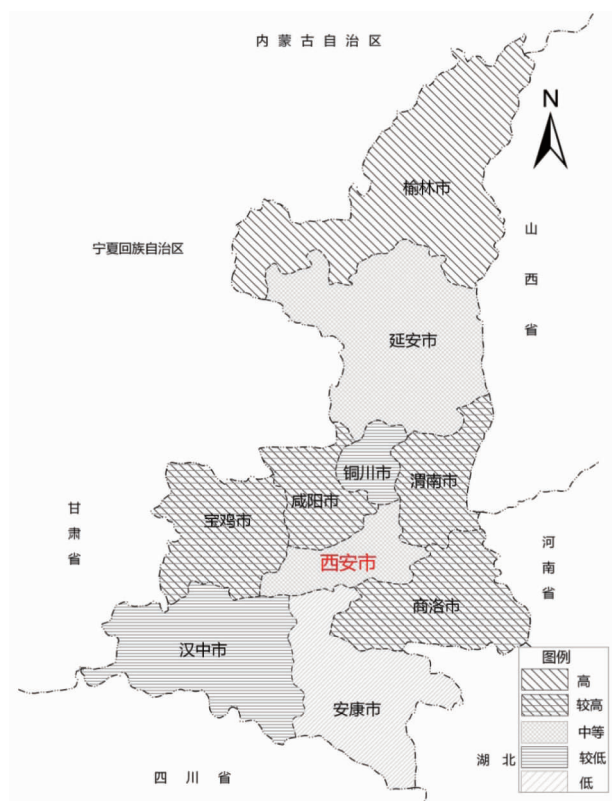 内蒙古自治区
N
榆林市
山西省
宁夏回族自治区
延安市
铜川市
渭南市
咸阳市
甘肃省
宝鸡市
河南省
西安市
商洛市
汉中市
安康市
图例
高
较高
中等
较低
低
湖北
四川省